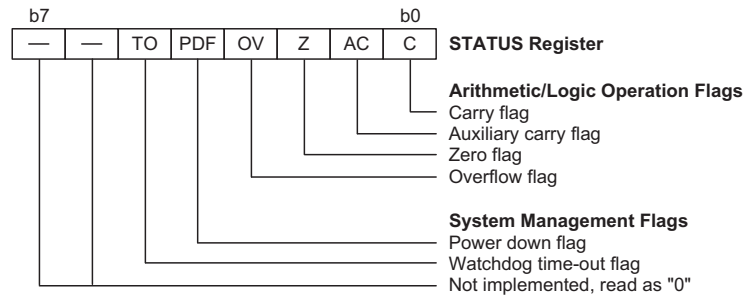 b7 b0
— — TO PDF OV Z AC C STATUS Register
Arithmetic/Logic Operation Flags
Carry flag
Auxiliary carry flag
Zero flag
Overflow flag
System Management Flags
Power down flag
Watchdog time-out flag
Not implemented, read as "0"